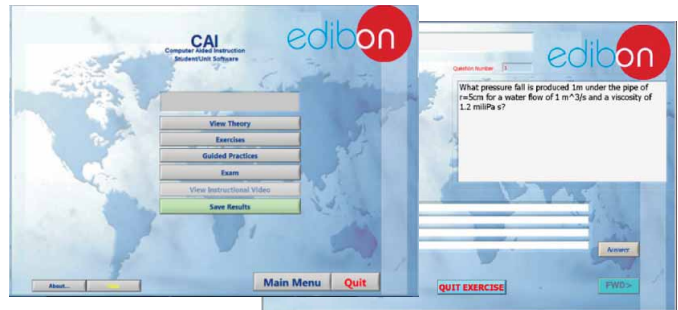 CAI
Computer Aided Instruction
Student/Unit Software
edibon
View Theory
Exercises
Guided Practices
Exam
View Instructional Video
Save Results
About...
Main Menu
Quit
edibon
Question Number 1
What pressure fall is produced 1m under the pipe of
r=5cm for a water flow of 1 m^3/s and a viscosity of
1.2 miliPa s?
Answer
QUIT EXERCISE
FWD>